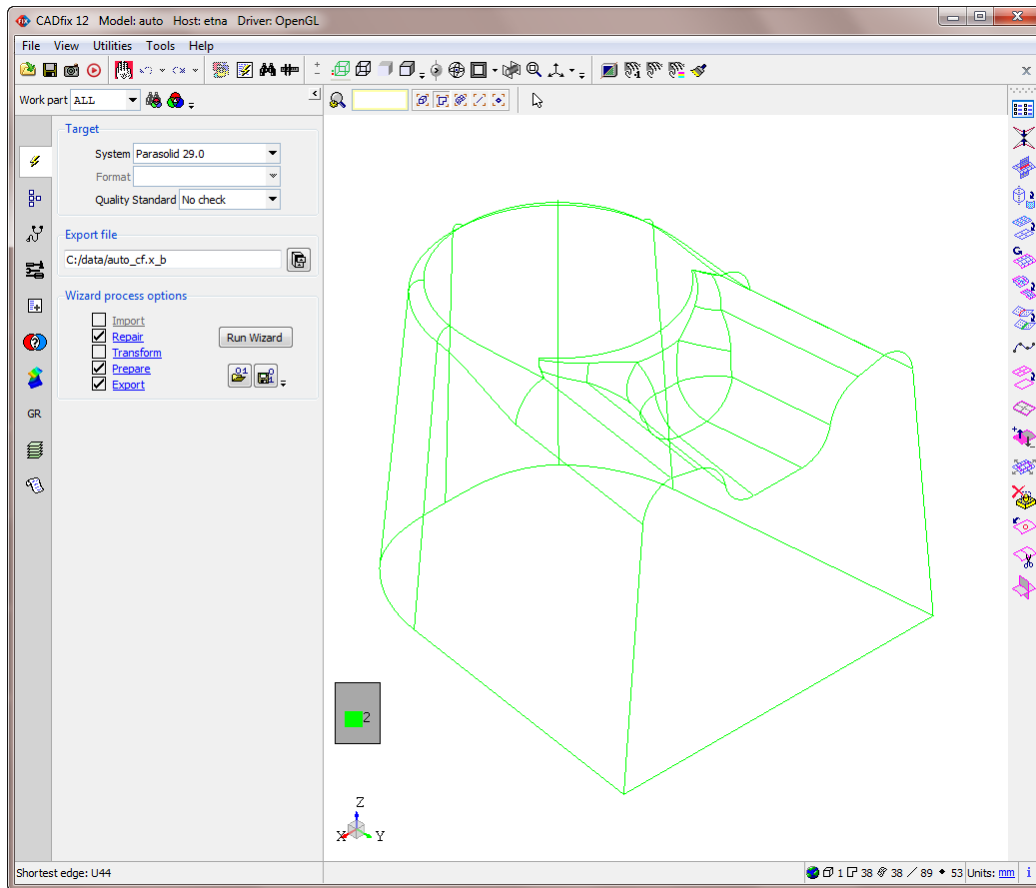 FIX CADfix 12 Model: auto Host: etna Driver: OpenGL
File View Utilities Tools Help
Work part ALL
Target
System Parasolid 29.0
Format
Quality Standard No check
Export file
C:/data/auto_cf.x_b
Wizard process options
Import
Repair Run Wizard
Transform
Prepare
Export
GR
G
2
Z
X Y
Shortest edge: U44 1 38 38 89 53 Units: mm i